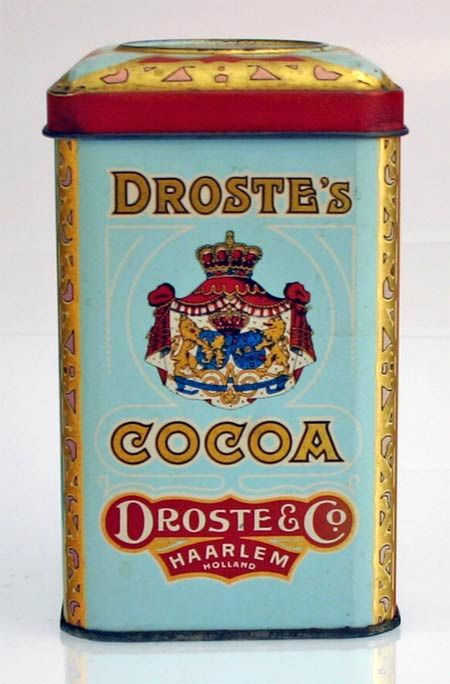 DROSTE'S
COCOA
DROSTE & Co.
HAARLEM
HOLLAND